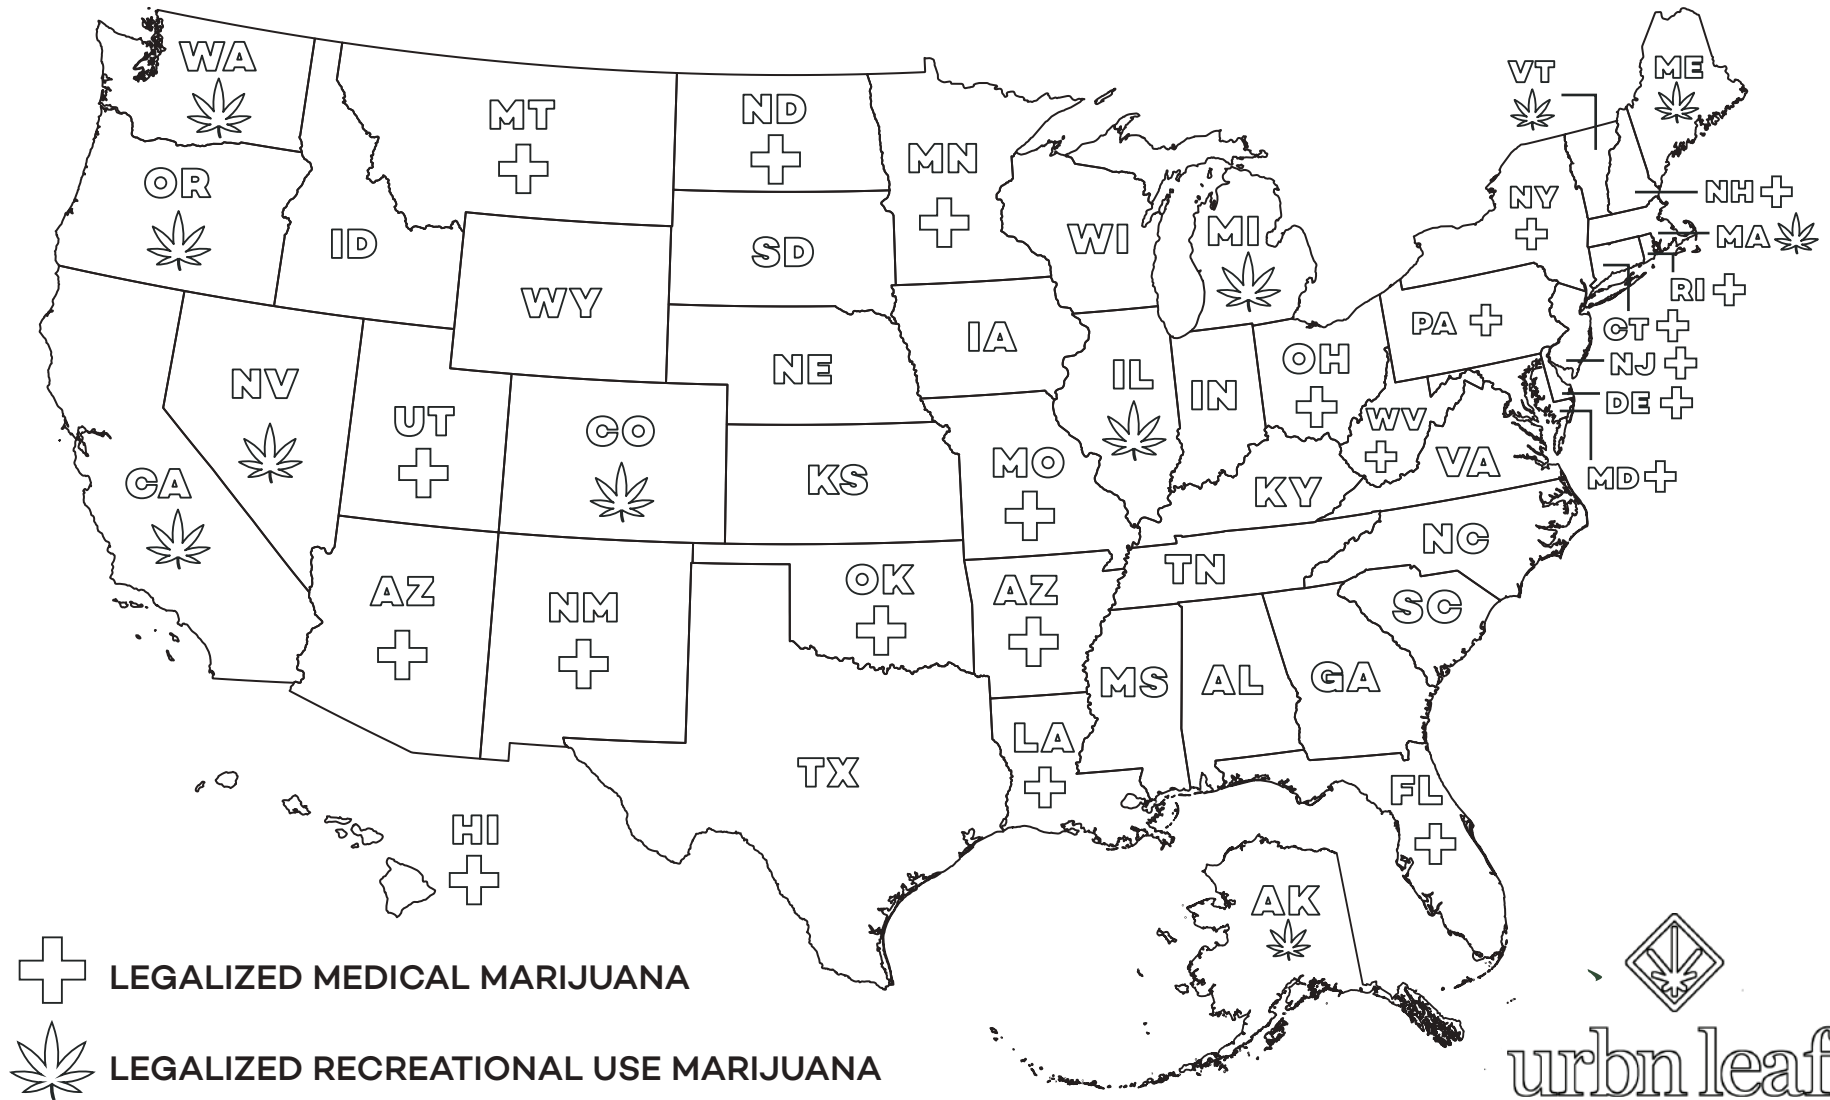 WA
MT
ND
MN
VT
ME
OR
ID
SD
WI
MI
NY
NH
MA
WY
IA
PA
RI
CT
NJ
DE
NV
UT
CO
NE
IL
IN
OH
WV
VA
MD
CA
KS
MO
KY
NC
AZ
NM
OK
AZ
TN
SC
MS
AL
GA
TX
LA
FL
HI
AK
LEGALIZED MEDICAL MARIJUANA
LEGALIZED RECREATIONAL USE MARIJUANA
urbn leaf